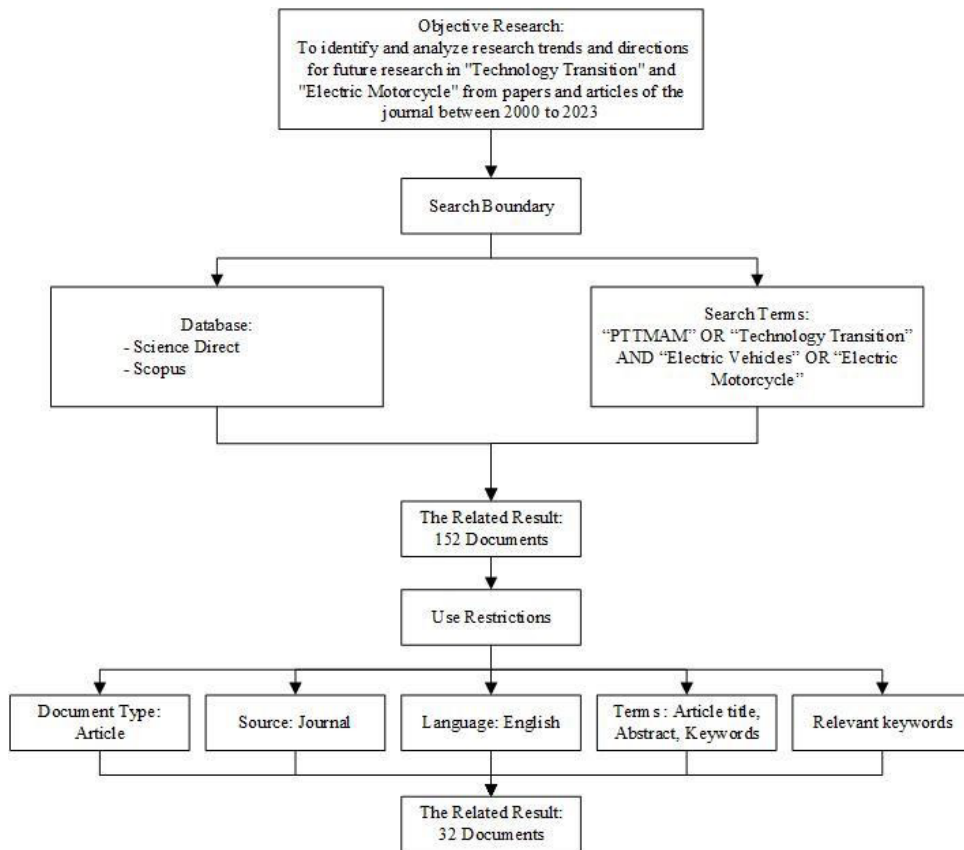 Objective Research:
To identify and analyze research trends and directions
for future research in "Technology Transition" and
"Electric Motorcycle" from papers and articles of the
journal between 2000 to 2023
Search Boundary
Database:
- Science Direct
- Scopus
Search Terms:
“PTTMAM” OR “Technology Transition”
AND “Electric Vehicles” OR “Electric
Motorcycle”
The Related Result:
152 Documents
Use Restrictions
Document Type:
Article
Source: Journal
Language: English
Terms : Article title,
Abstract, Keywords
Relevant keywords
The Related Result:
32 Documents